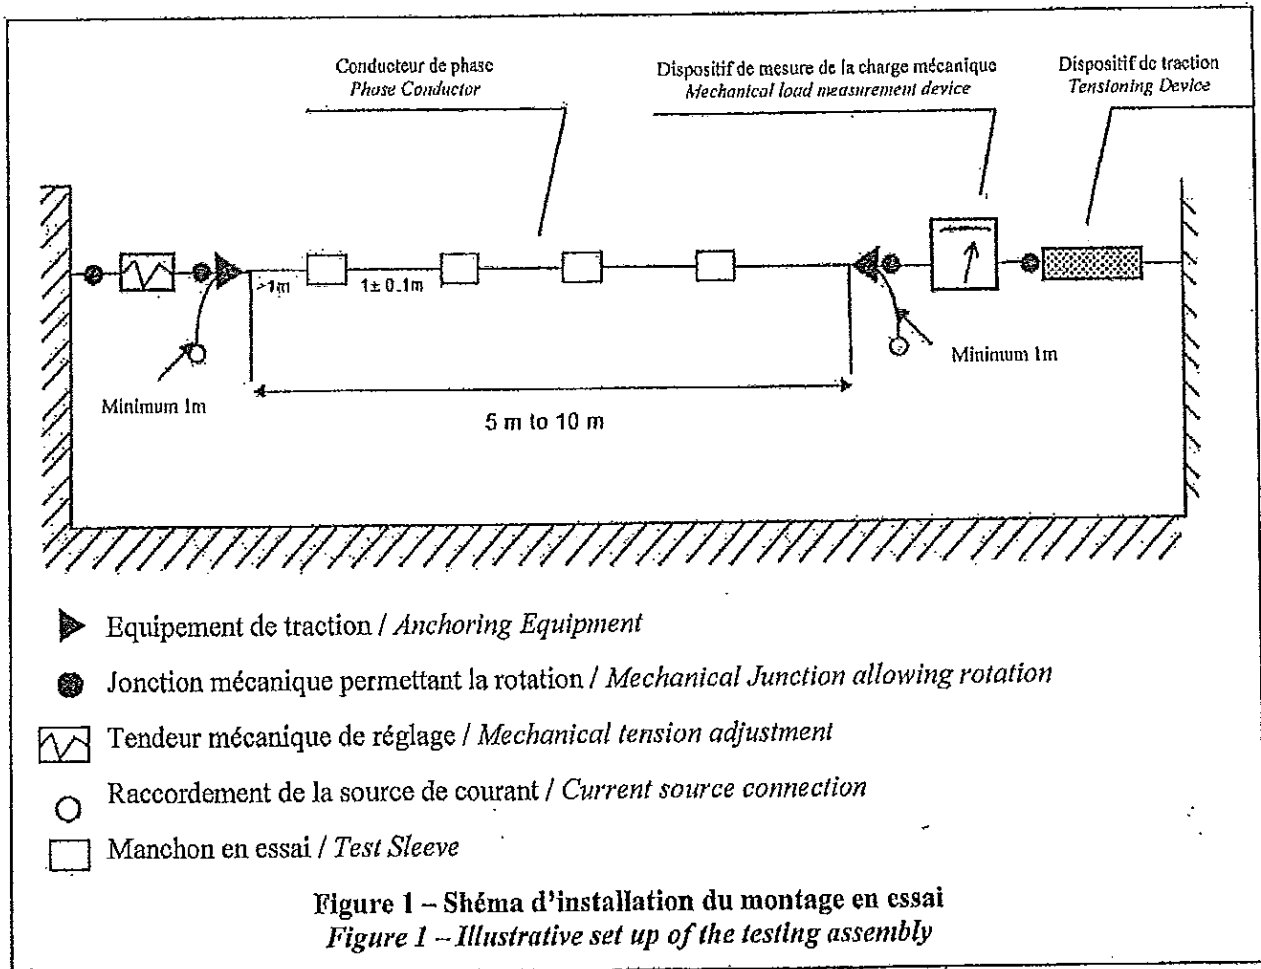 Conducteur de phase
Phase Conductor
Dispositif de mesure de la charge mécanique
Mechanical load measurement device
Dispositif de traction
Tensioning Device
1m
1± 0.1m
Minimum 1m
Minimum 1m
5 m to 10 m
Equipement de traction / Anchoring Equipment
Jonction mécanique permettant la rotation / Mechanical Junction allowing rotation
Tendeur mécanique de réglage / Mechanical tension adjustment
Raccordement de la source de courant / Current source connection
Manchon en essai / Test Sleeve
Figure 1 – Shéma d'installation du montage en essai
Figure 1 – Illustrative set up of the testing assembly